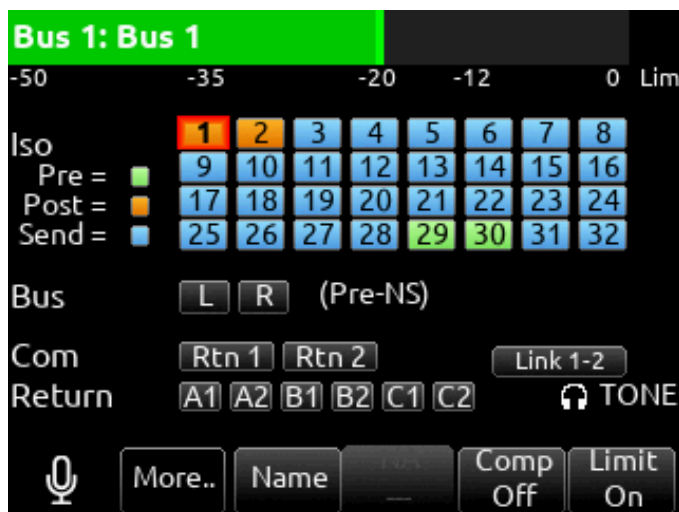 Bus 1: Bus 1
-50 -35 -20 -12 0 Lim
Iso 1 2 3 4 5 6 7 8
Pre = 9 10 11 12 13 14 15 16
Post = 17 18 19 20 21 22 23 24
Send = 25 26 27 28 29 30 31 32
Bus L R (Pre-NS)
Com Rtn 1 Rtn 2 Link 1-2
Return A1 A2 B1 B2 C1 C2 TONE
More.. Name NA --- Comp Off Limit On